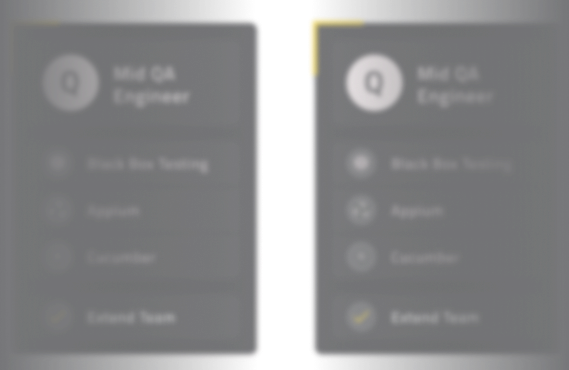 Q
Mid QA
Engineer
Black Box Testing
Appium
Cucumber
Extend Team
Q
Mid QA
Engineer
Black Box Testing
Appium
Cucumber
Extend Team